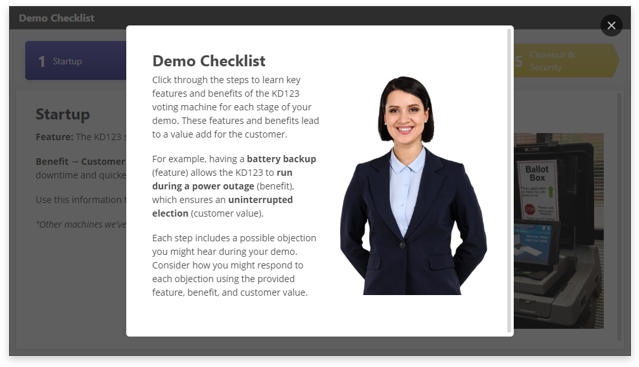 Demo Checklist
1 Startup
5 Closeout &
Security
Startup
Feature: The KD123 s
Benefit → Customer
downtime and quicke
Use this information t
"Other machines we've
Demo Checklist
Click through the steps to learn key
features and benefits of the KD123
voting machine for each stage of your
demo. These features and benefits lead
to a value add for the customer.
For example, having a battery backup
(feature) allows the KD123 to run
during a power outage (benefit),
which ensures an uninterrupted
election (customer value).
Each step includes a possible objection
you might hear during your demo.
Consider how you might respond to
each objection using the provided
feature, benefit, and customer value.
Ballot
Box